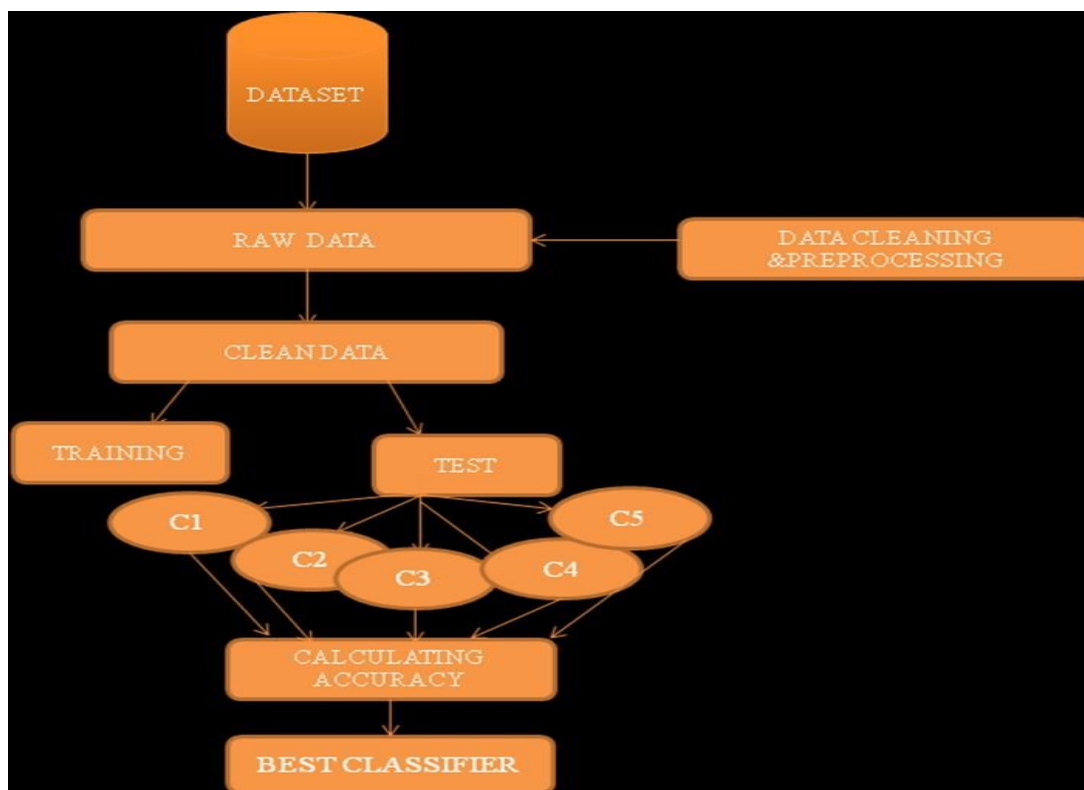 DATASET
RAW DATA
DATA CLEANING
&PREPROCESSING
CLEAN DATA
TRAINING
TEST
C1
C2
C3
C4
C5
CALCULATING
ACCURACY
BEST CLASSIFIER